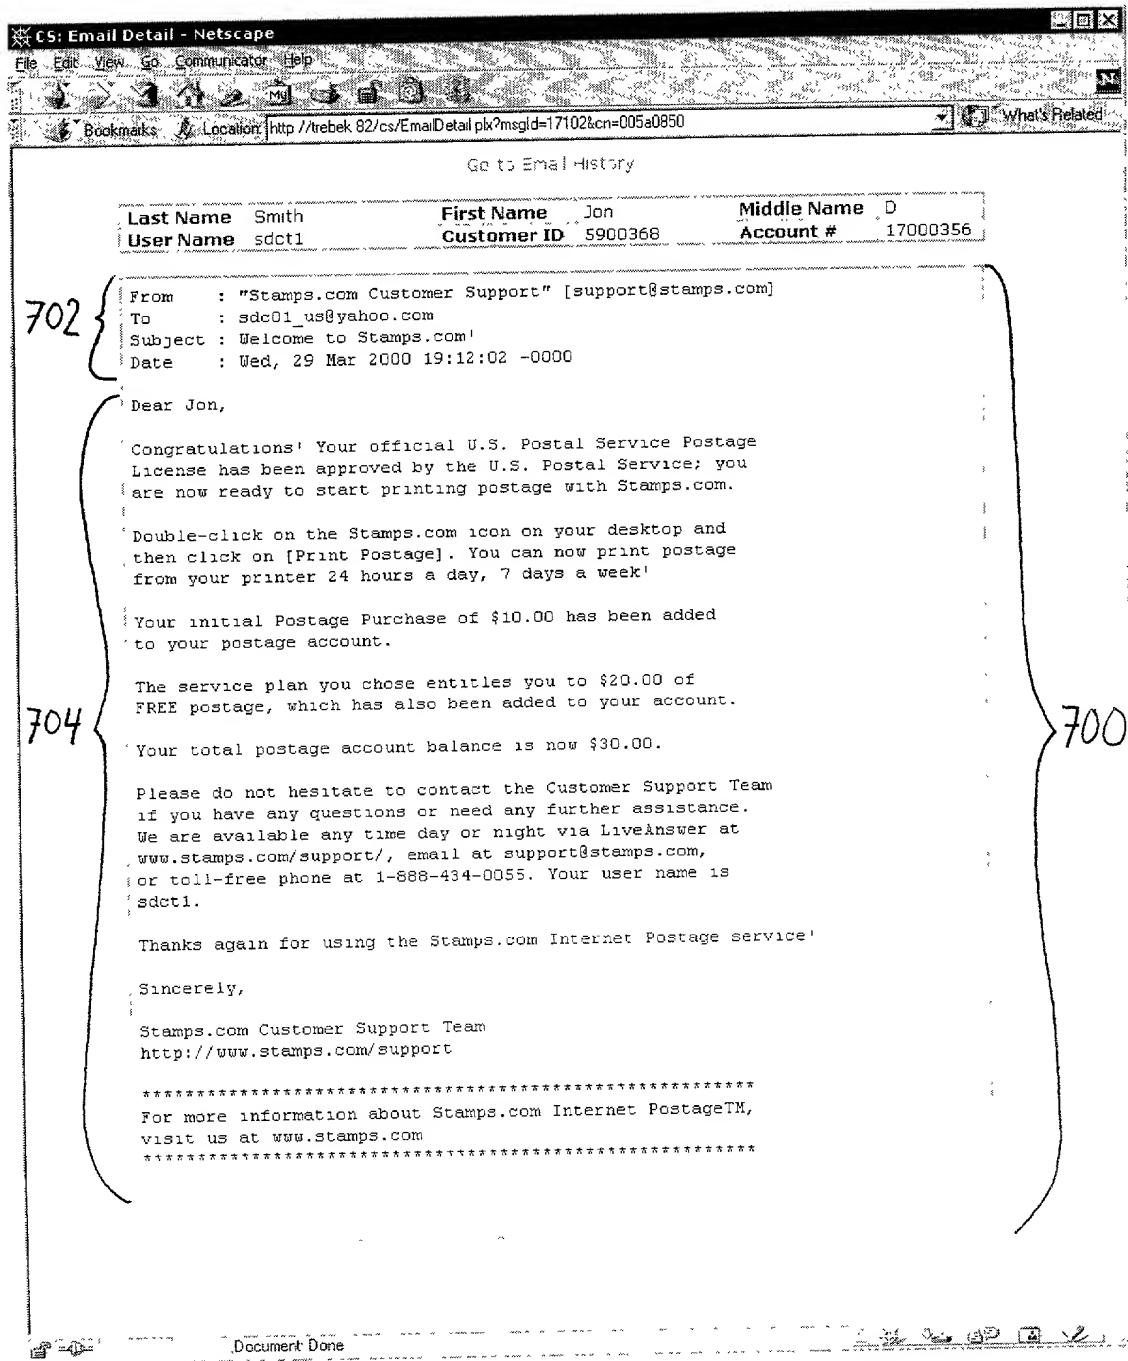 CS: Email Detail - Netscape
File Edit View Go Communicator Help
My
N
Bookmarks Location: http //trebek 82/cs/EmailDetail plx?msgId=17102&cn=005a0850 What's Related
Go to Email History
Last Name Smith First Name Jon Middle Name D
User Name sdct1 Customer ID 5900368 Account # 17000356
702
From : "Stamps.com Customer Support" [support@stamps.com]
To : sdc01_us@yahoo.com
Subject : Welcome to Stamps.com'
Date : Wed, 29 Mar 2000 19:12:02 -0000
Dear Jon,
Congratulations' Your official U.S. Postal Service Postage
License has been approved by the U.S. Postal Service; you
are now ready to start printing postage with Stamps.com.
Double-click on the Stamps.com icon on your desktop and
then click on [Print Postage]. You can now print postage
from your printer 24 hours a day, 7 days a week'
Your initial Postage Purchase of $10.00 has been added
to your postage account.
The service plan you chose entitles you to $20.00 of
FREE postage, which has also been added to your account.
704
700
Your total postage account balance is now $30.00.
Please do not hesitate to contact the Customer Support Team
if you have any questions or need any further assistance.
We are available any time day or night via LiveAnswer at
www.stamps.com/support/, email at support@stamps.com,
or toll-free phone at 1-888-434-0055. Your user name is
sdct1.
Thanks again for using the Stamps.com Internet Postage service'
Sincerely,
Stamps.com Customer Support Team
http://www.stamps.com/support
*********************************************************
For more information about Stamps.com Internet PostageTM,
visit us at www.stamps.com
*********************************************************
Document: Done